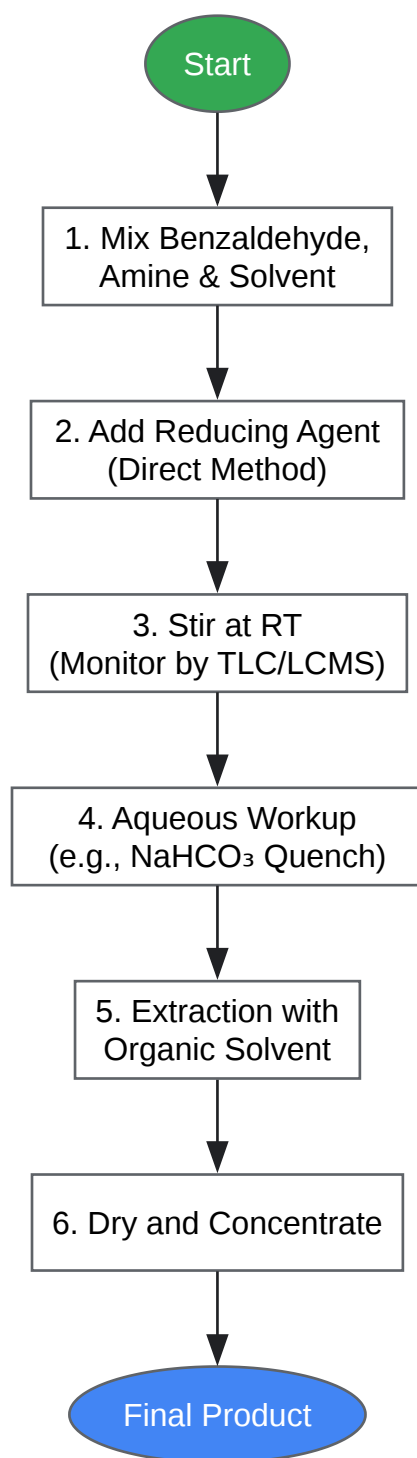 Start
1. Mix Benzaldehyde,
Amine & Solvent
2. Add Reducing Agent
(Direct Method)
3. Stir at RT
(Monitor by TLC/LCMS)
4. Aqueous Workup
(e.g., NaHCO₃ Quench)
5. Extraction with
Organic Solvent
6. Dry and Concentrate
Final Product